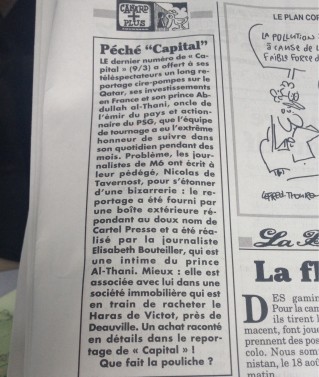 CANARD
+
PLUS
Péché "Capital"
LE dernier numéro de « Ca-
pital » (9/3) a offert à ses
téléspectateurs un long re-
portage cire-pompes sur le
Qatar, ses investissements
en France et son prince Ab-
dullah al-Thani, oncle de
l'émir du pays et action-
naire du PSG, que l'équipe
de tournage a eu l'extrême
honneur de suivre dans
son quotidien pendant des
mois. Problème, les jour-
nalistes de M6 ont écrit à
leur pédégé, Nicolas de
Tavernost, pour s'étonner
d'une bizarrerie : le re-
portage a été fourni par
une boîte extérieure ré-
pondant au doux nom de
Cartel Presse et a été réa-
lisé par la journaliste
Elisabeth Bouteiller, qui est
une intime du prince
Al-Thani. Mieux : elle est
associée avec lui dans une
société immobilière qui est
en train de racheter le
Haras de Victot, près de
Deauville. Un achat raconté
en détails dans le repor-
tage de « Capital » !
Que fait la pouliche ?
LE PLAN CO
LA POLLUTION
à CAUSE de L
FAIBLE FORCE d
La
La fl
DES gamin
Pour la can
ils tirent l
macent, font joue
prennent des pos
colo. Nous som
nistan, le 18 aoû
matin